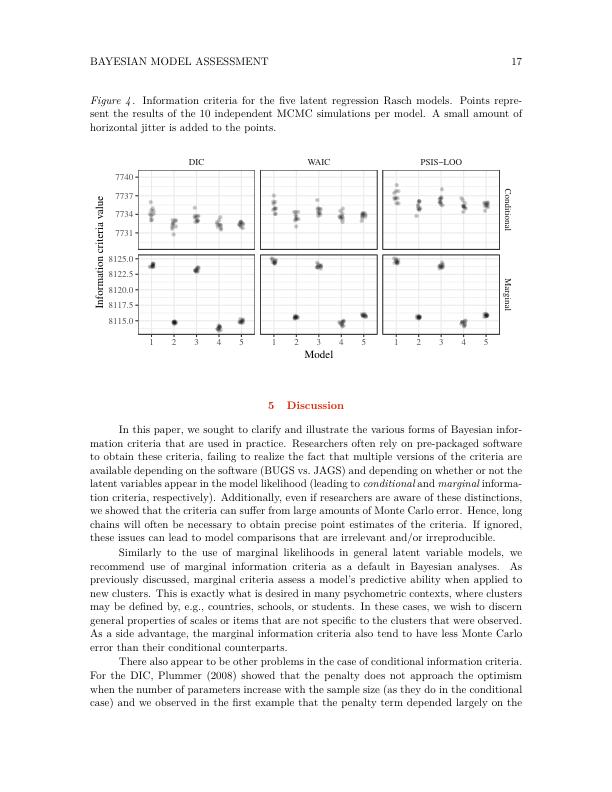 BAYESIAN MODEL ASSESSMENT 17
Figure 4. Information criteria for the five latent regression Rasch models. Points repre-
sent the results of the 10 independent MCMC simulations per model. A small amount of
horizontal jitter is added to the points.
DIC WAIC PSIS−LOO
7740
7737
7734
7731
Conditional
Information criteria value
8125.0
8122.5
8120.0
8117.5
8115.0
Marginal
1 2 3 4 5 1 2 3 4 5 1 2 3 4 5
Model
5 Discussion
In this paper, we sought to clarify and illustrate the various forms of Bayesian infor-
mation criteria that are used in practice. Researchers often rely on pre-packaged software
to obtain these criteria, failing to realize the fact that multiple versions of the criteria are
available depending on the software (BUGS vs. JAGS) and depending on whether or not the
latent variables appear in the model likelihood (leading to conditional and marginal informa-
tion criteria, respectively). Additionally, even if researchers are aware of these distinctions,
we showed that the criteria can suffer from large amounts of Monte Carlo error. Hence, long
chains will often be necessary to obtain precise point estimates of the criteria. If ignored,
these issues can lead to model comparisons that are irrelevant and/or irreproducible.
Similarly to the use of marginal likelihoods in general latent variable models, we
recommend use of marginal information criteria as a default in Bayesian analyses. As
previously discussed, marginal criteria assess a model's predictive ability when applied to
new clusters. This is exactly what is desired in many psychometric contexts, where clusters
may be defined by, e.g., countries, schools, or students. In these cases, we wish to discern
general properties of scales or items that are not specific to the clusters that were observed.
As a side advantage, the marginal information criteria also tend to have less Monte Carlo
error than their conditional counterparts.
There also appear to be other problems in the case of conditional information criteria.
For the DIC, Plummer (2008) showed that the penalty does not approach the optimism
when the number of parameters increase with the sample size (as they do in the conditional
case) and we observed in the first example that the penalty term depended largely on the